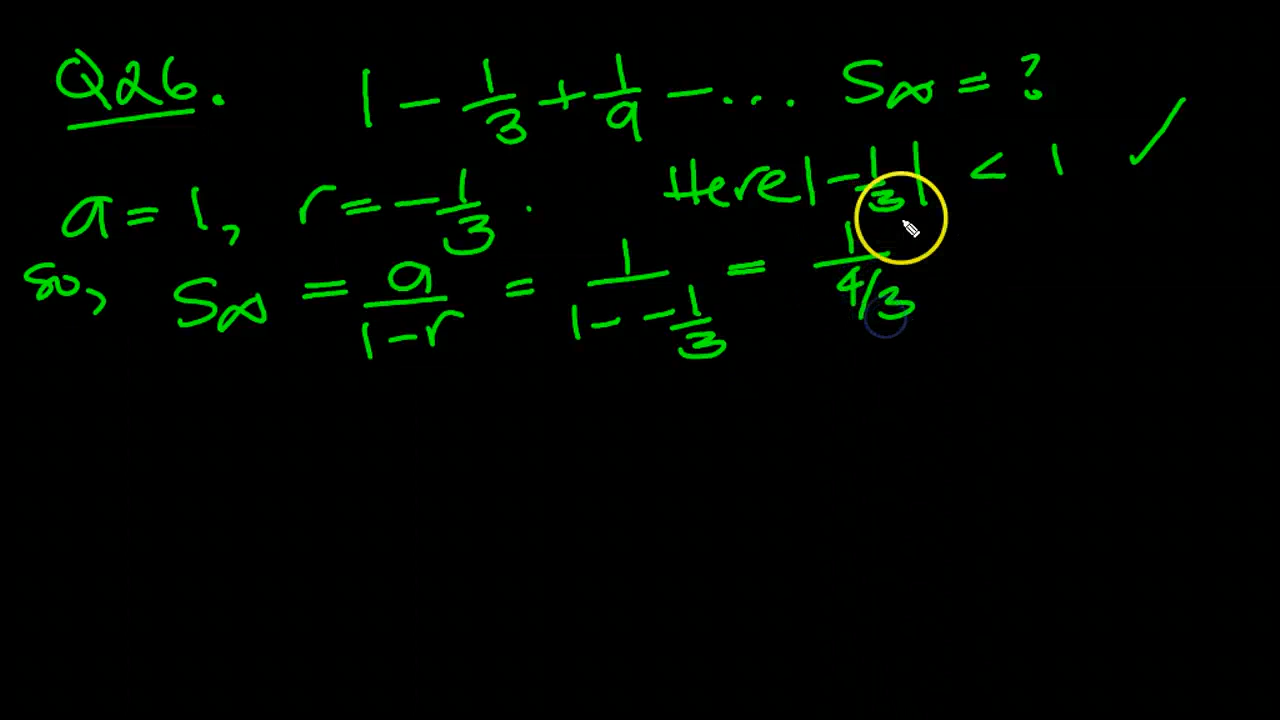 Q26. 1 - 1/3 + 1/9 - ... S∞ = ?
a = 1, r = -1/3. Here |-1/3| < 1 ✓
so, S∞ = a/(1-r) = 1/(1--1/3) = 1/(4/3)